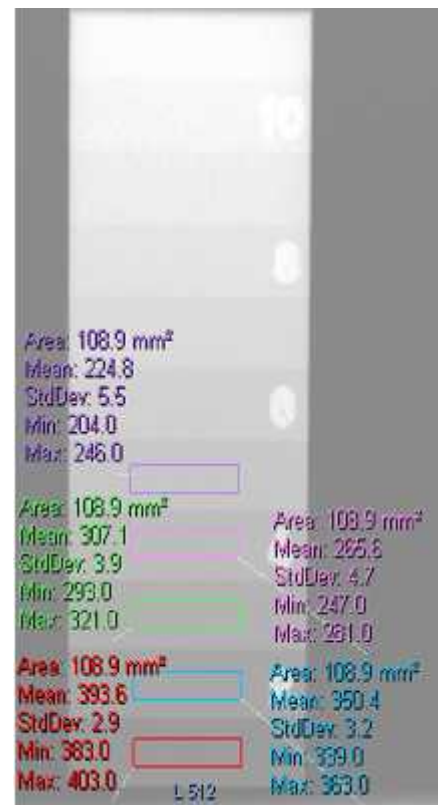 10
8
Area: 108.9 mm²
Mean: 224.8
StdDev: 5.5
Min: 204.0
Max: 246.0
Area: 108.9 mm²
Mean: 307.1
StdDev: 3.9
Min: 293.0
Max: 321.0
Area: 108.9 mm²
Mean: 265.6
StdDev: 4.7
Min: 247.0
Max: 281.0
Area: 108.9 mm²
Mean: 393.6
StdDev: 2.9
Min: 383.0
Max: 403.0
Area: 108.9 mm²
Mean: 350.4
StdDev: 3.2
Min: 339.0
Max: 363.0
L 512